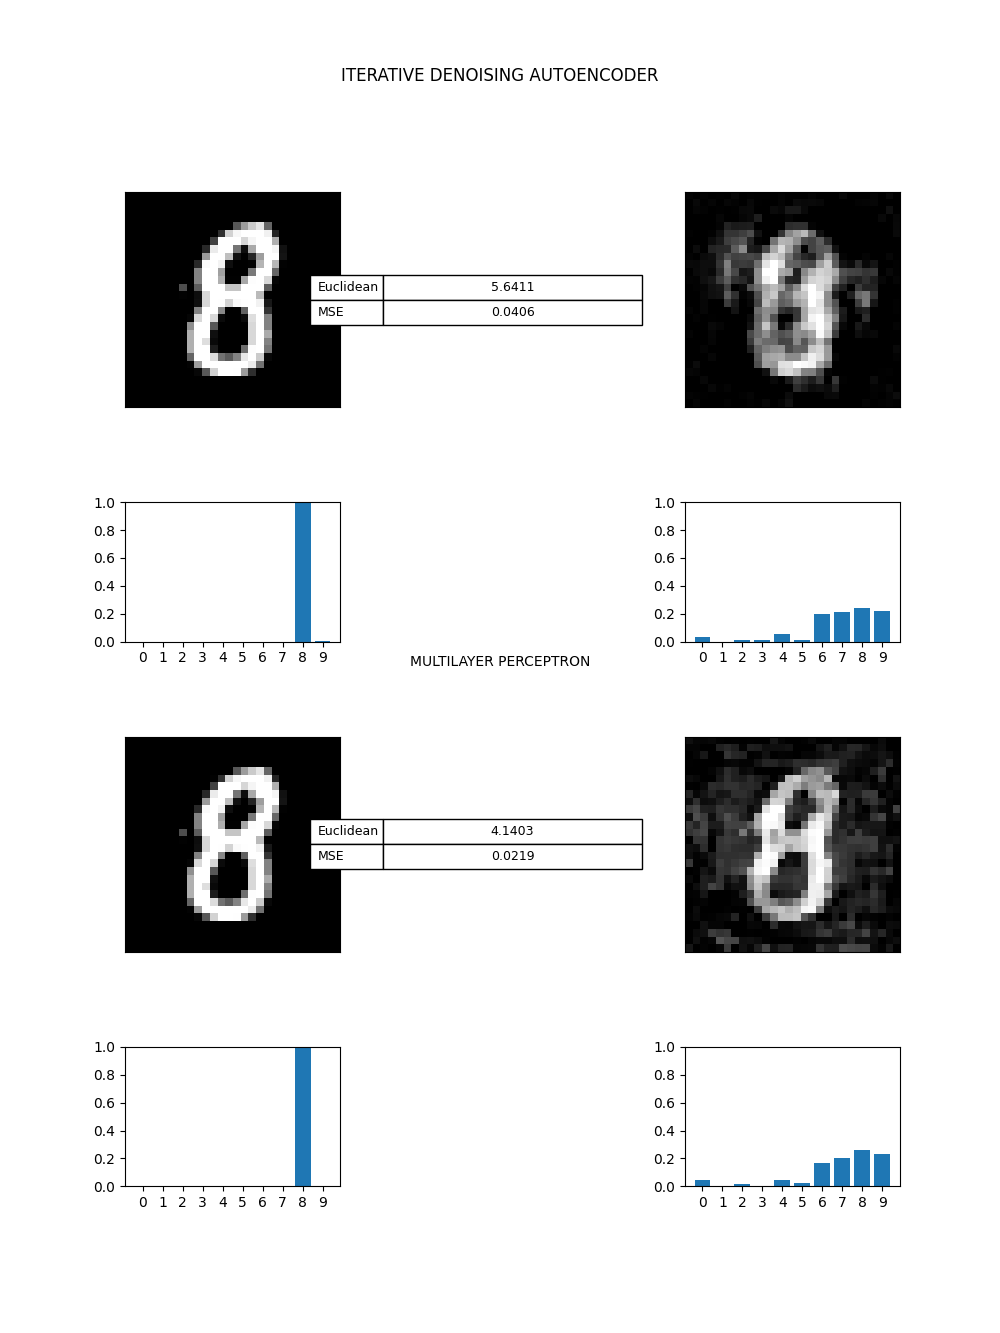 ITERATIVE DENOISING AUTOENCODER
Euclidean 5.6411
MSE 0.0406
1.0 1.0
0.8 0.8
0.6 0.6
0.4 0.4
0.2 0.2
0.0 0.0
0 1 2 3 4 5 6 7 8 9 0 1 2 3 4 5 6 7 8 9
MULTILAYER PERCEPTRON
Euclidean 4.1403
MSE 0.0219
1.0 1.0
0.8 0.8
0.6 0.6
0.4 0.4
0.2 0.2
0.0 0.0
0 1 2 3 4 5 6 7 8 9 0 1 2 3 4 5 6 7 8 9